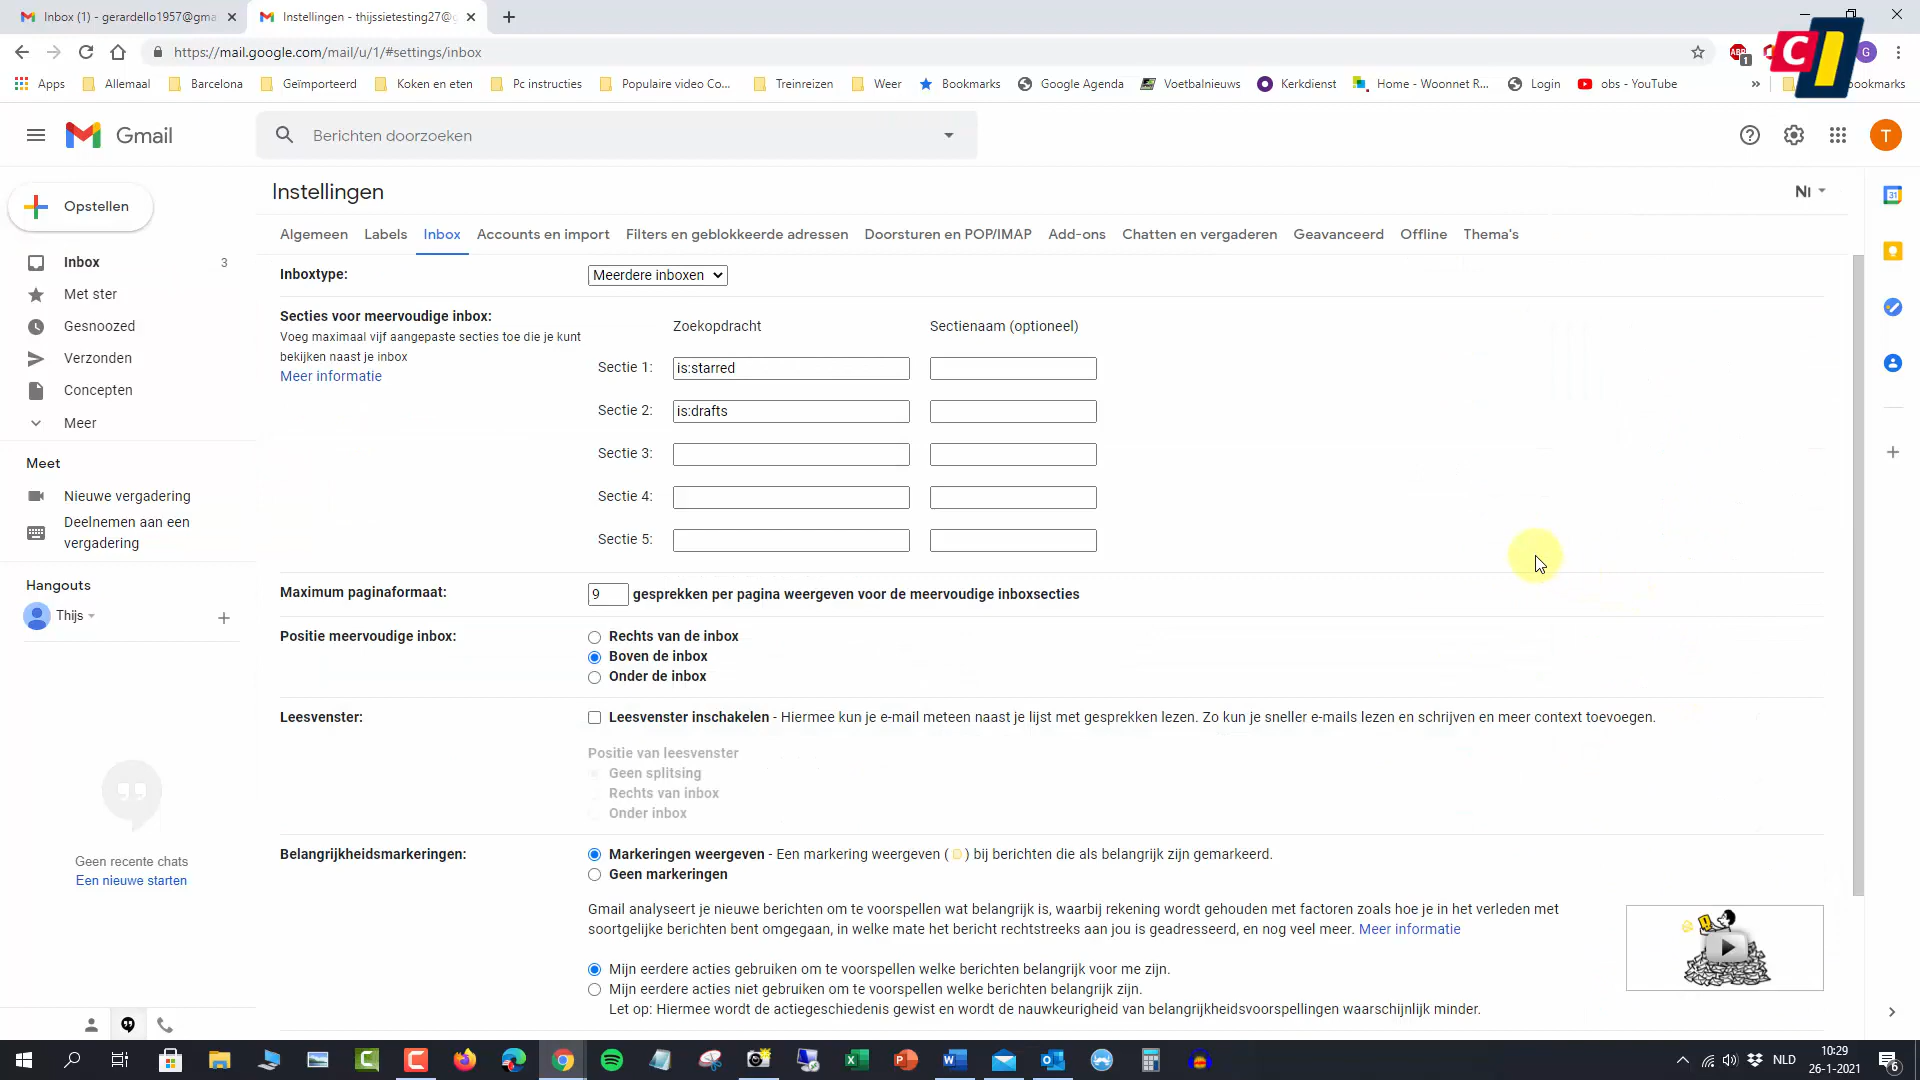 Inbox (1) - gerardello1957@gma
Instellingen - thijssietesting27@g
https://mail.google.com/mail/u/1/#settings/inbox
Apps
Allemaal
Barcelona
Geïmporteerd
Koken en eten
Pc instructies
Populaire video Co...
Treinreizen
Weer
Bookmarks
Google Agenda
Voetbalnieuws
Kerkdienst
Home - Woonnet R...
Login
obs - YouTube
»
ookmarks
ABP
1
G
CI
Gmail
Berichten doorzoeken
T
Opstellen
Inbox 3
Met ster
Gesnoozed
Verzonden
Concepten
Meer
Meet
Nieuwe vergadering
Deelnemen aan een
vergadering
Hangouts
Thijs
Geen recente chats
Een nieuwe starten
Instellingen
Nl
31
Algemeen Labels Inbox Accounts en import Filters en geblokkeerde adressen Doorsturen en POP/IMAP Add-ons Chatten en vergaderen Geavanceerd Offline Thema's
Inboxtype: Meerdere inboxen
Secties voor meervoudige inbox:
Voeg maximaal vijf aangepaste secties toe die je kunt
bekijken naast je inbox
Meer informatie
Zoekopdracht Sectienaam (optioneel)
Sectie 1: is:starred
Sectie 2: is:drafts
Sectie 3:
Sectie 4:
Sectie 5:
Maximum paginaformaat: 9 gesprekken per pagina weergeven voor de meervoudige inboxsecties
Positie meervoudige inbox: Rechts van de inbox
Boven de inbox
Onder de inbox
Leesvenster: Leesvenster inschakelen - Hiermee kun je e-mail meteen naast je lijst met gesprekken lezen. Zo kun je sneller e-mails lezen en schrijven en meer context toevoegen.
Positie van leesvenster
Geen splitsing
Rechts van inbox
Onder inbox
Belangrijkheidsmarkeringen: Markeringen weergeven - Een markering weergeven ( ) bij berichten die als belangrijk zijn gemarkeerd.
Geen markeringen
Gmail analyseert je nieuwe berichten om te voorspellen wat belangrijk is, waarbij rekening wordt gehouden met factoren zoals hoe je in het verleden met
soortgelijke berichten bent omgegaan, in welke mate het bericht rechtstreeks aan jou is geadresseerd, en nog veel meer. Meer informatie
Mijn eerdere acties gebruiken om te voorspellen welke berichten belangrijk voor me zijn.
Mijn eerdere acties niet gebruiken om te voorspellen welke berichten belangrijk zijn.
Let op: Hiermee wordt de actiegeschiedenis gewist en wordt de nauwkeurigheid van belangrijkheidsvoorspellingen waarschijnlijk minder.
NLD
10:29
26-1-2021
6